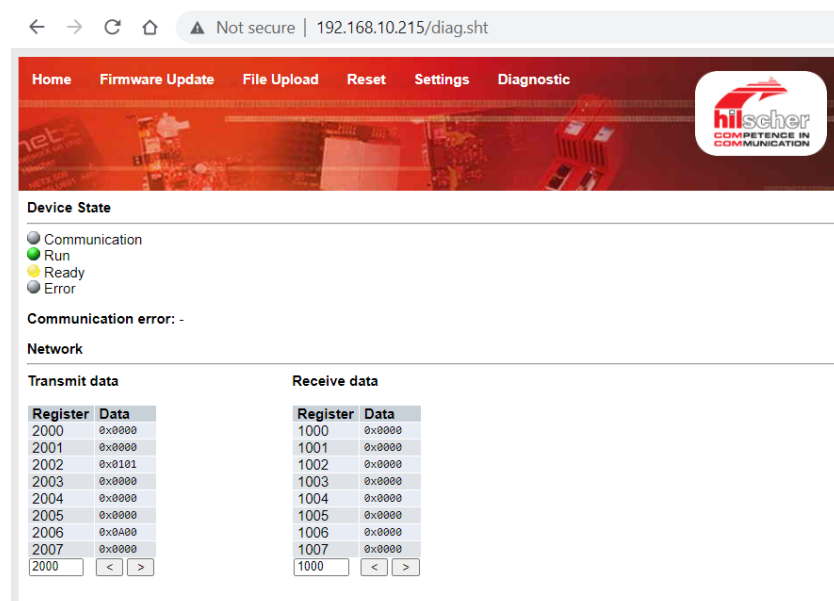 Not secure | 192.168.10.215/diag.sht
Home Firmware Update File Upload Reset Settings Diagnostic
hilscher
COMPETENCE IN
COMMUNICATION
Device State
Communication
Run
Ready
Error
Communication error: -
Network
Transmit data Receive data
Register Data Register Data
2000 0x0000 1000 0x0000
2001 0x0000 1001 0x0000
2002 0x0101 1002 0x0000
2003 0x0000 1003 0x0000
2004 0x0000 1004 0x0000
2005 0x0000 1005 0x0000
2006 0x0A00 1006 0x0000
2007 0x0000 1007 0x0000
2000 < > 1000 < >